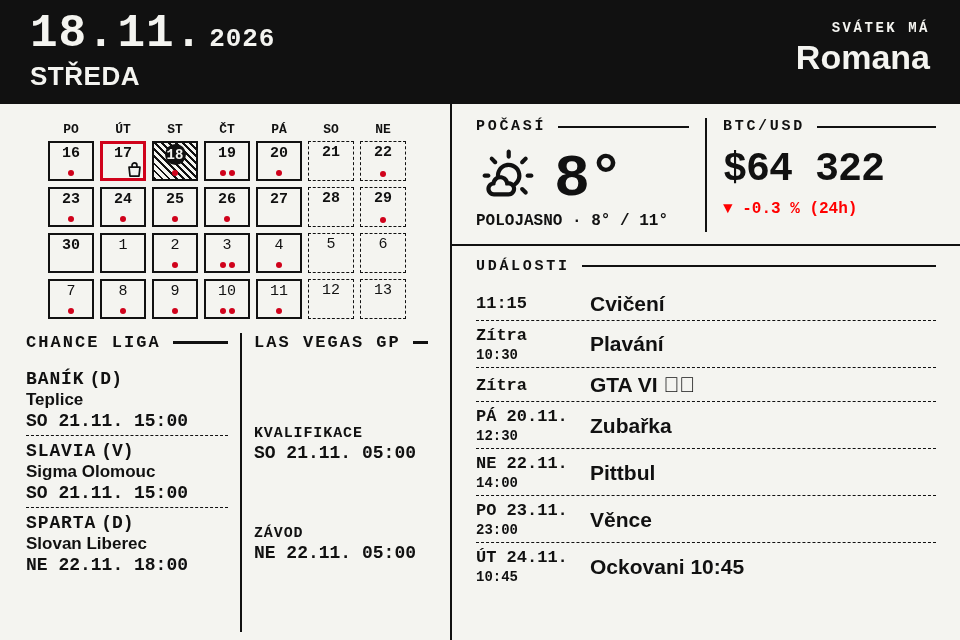 18.11. 2026
STŘEDA
SVÁTEK MÁ
Romana
PO ÚT ST ČT PÁ SO NE
16 17 18 19 20 21 22
23 24 25 26 27 28 29
30 1 2 3 4 5 6
7 8 9 10 11 12 13
CHANCE LIGA
BANÍK (D)
Teplice
SO 21.11. 15:00
SLAVIA (V)
Sigma Olomouc
SO 21.11. 15:00
SPARTA (D)
Slovan Liberec
NE 22.11. 18:00
LAS VEGAS GP
KVALIFIKACE
SO 21.11. 05:00
ZÁVOD
NE 22.11. 05:00
POČASÍ
8°
POLOJASNO · 8° / 11°
BTC/USD
$64 322
▼ -0.3 % (24h)
UDÁLOSTI
11:15 Cvičení
Zítra 10:30 Plavání
Zítra GTA VI
PÁ 20.11. 12:30 Zubařka
NE 22.11. 14:00 Pittbul
PO 23.11. 23:00 Věnce
ÚT 24.11. 10:45 Ockovani 10:45